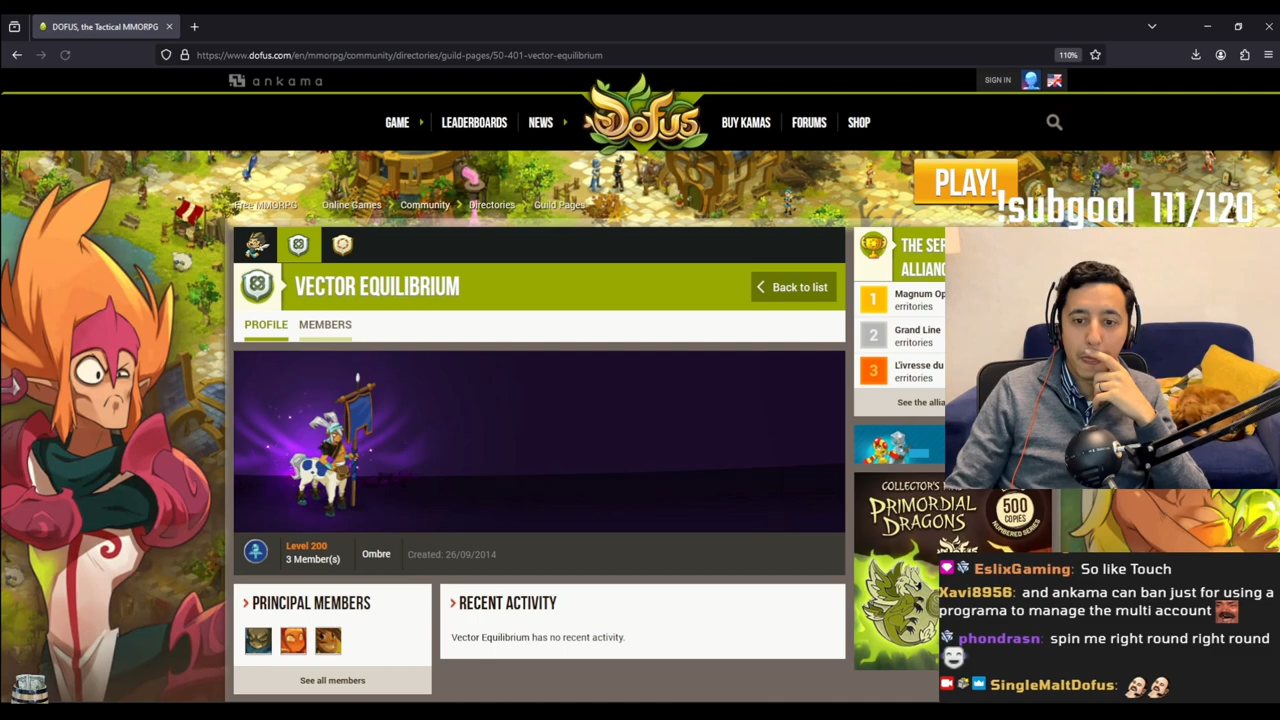 DOFUS, the Tactical MMORPG
https://www.dofus.com/en/mmorpg/community/directories/guild-pages/50-401-vector-equilibrium
110%
ankama
SIGN IN
GAME
LEADERBOARDS
NEWS
DOFUS
BUY KAMAS
FORUMS
SHOP
PLAY!
!subgoal 111/120
Free MMORPG
Online Games
Community
Directories
Guild Pages
VECTOR EQUILIBRIUM
Back to list
PROFILE
MEMBERS
Level 200
3 Member(s)
Ombre
Created: 26/09/2014
PRINCIPAL MEMBERS
See all members
RECENT ACTIVITY
Vector Equilibrium has no recent activity.
THE SER
ALLIANC
1
Magnum Op
erritories
2
Grand Line
erritories
3
L'ivresse du
erritories
See the allia
COLLECTOR'S
PRIMORDIAL
DRAGONS
500
COPIES
NUMBERED SERIES
EslixGaming: So like Touch
Xavi8956: and ankama can ban just for using a
programa to manage the multi account
phondrasn: spin me right round right round
SingleMaltDofus: